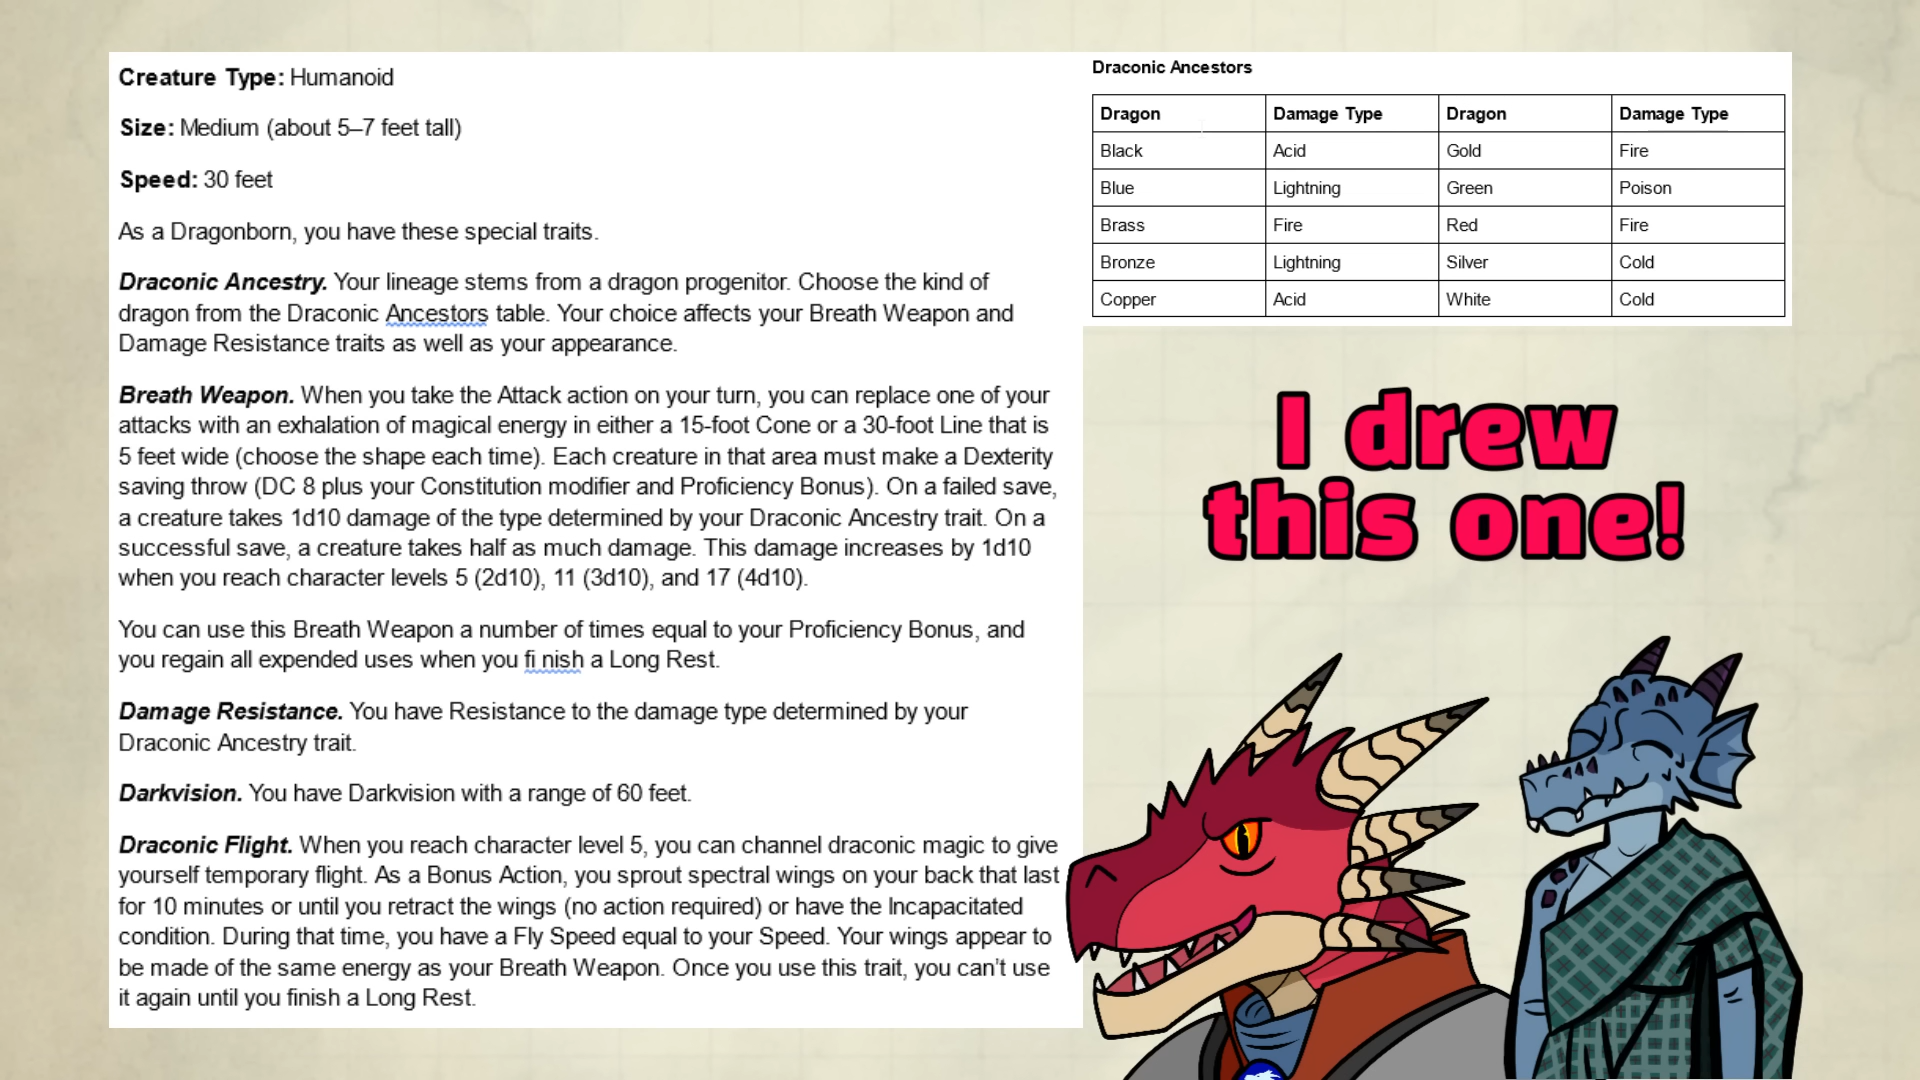 Creature Type: Humanoid
Size: Medium (about 5–7 feet tall)
Speed: 30 feet
As a Dragonborn, you have these special traits.
Draconic Ancestry. Your lineage stems from a dragon progenitor. Choose the kind of
dragon from the Draconic Ancestors table. Your choice affects your Breath Weapon and
Damage Resistance traits as well as your appearance.
Breath Weapon. When you take the Attack action on your turn, you can replace one of your
attacks with an exhalation of magical energy in either a 15-foot Cone or a 30-foot Line that is
5 feet wide (choose the shape each time). Each creature in that area must make a Dexterity
saving throw (DC 8 plus your Constitution modifier and Proficiency Bonus). On a failed save,
a creature takes 1d10 damage of the type determined by your Draconic Ancestry trait. On a
successful save, a creature takes half as much damage. This damage increases by 1d10
when you reach character levels 5 (2d10), 11 (3d10), and 17 (4d10).
You can use this Breath Weapon a number of times equal to your Proficiency Bonus, and
you regain all expended uses when you fi nish a Long Rest.
Damage Resistance. You have Resistance to the damage type determined by your
Draconic Ancestry trait.
Darkvision. You have Darkvision with a range of 60 feet.
Draconic Flight. When you reach character level 5, you can channel draconic magic to give
yourself temporary flight. As a Bonus Action, you sprout spectral wings on your back that last
for 10 minutes or until you retract the wings (no action required) or have the Incapacitated
condition. During that time, you have a Fly Speed equal to your Speed. Your wings appear to
be made of the same energy as your Breath Weapon. Once you use this trait, you can't use
it again until you finish a Long Rest.
Draconic Ancestors
Dragon Damage Type Dragon Damage Type
Black Acid Gold Fire
Blue Lightning Green Poison
Brass Fire Red Fire
Bronze Lightning Silver Cold
Copper Acid White Cold
I drew
this one!